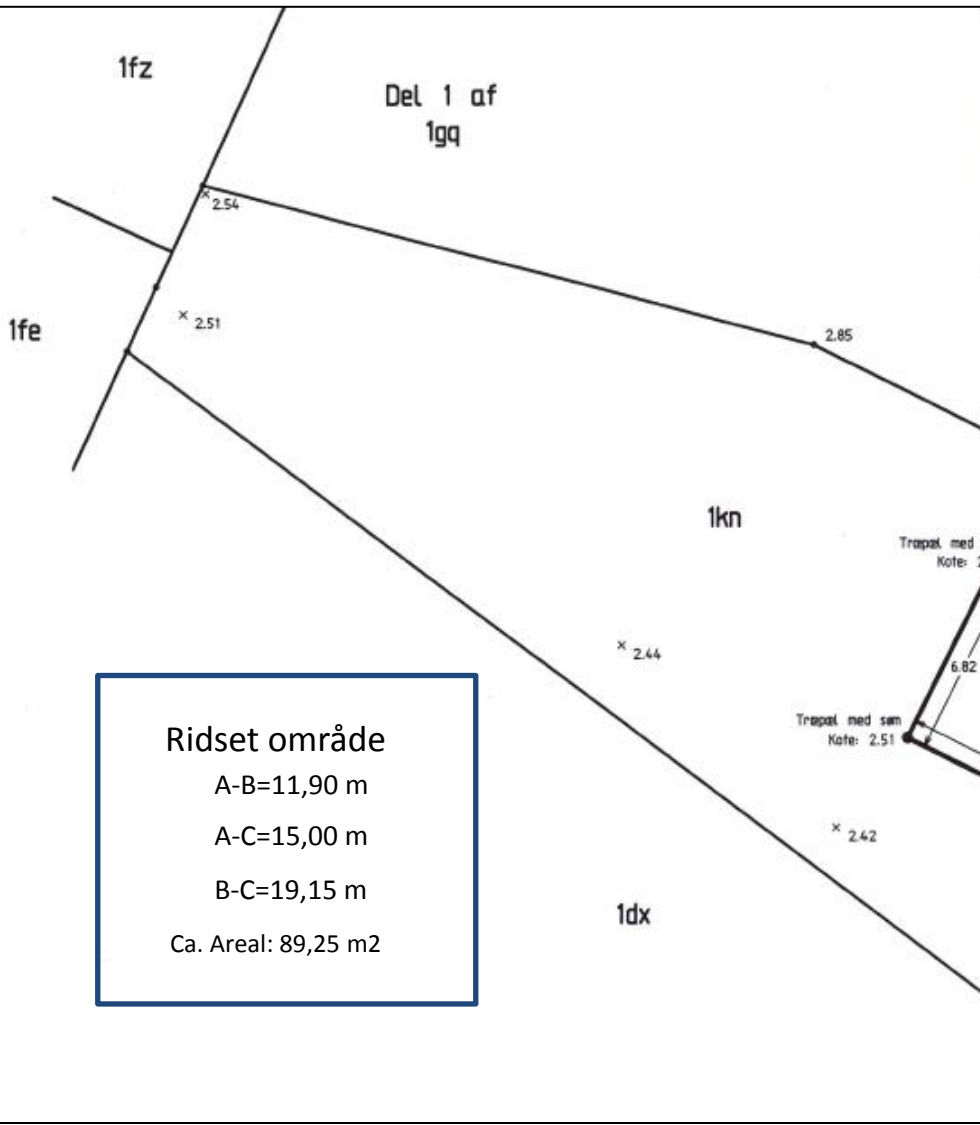 1fz
Del 1 af
1gq
2.54
1fe
2.51
2.85
1kn
Træpæl med
Kote:
6.82
2.44
Træpæl med søm
Kote: 2.51
2.42
1dx
Ridset område
A-B=11,90 m
A-C=15,00 m
B-C=19,15 m
Ca. Areal: 89,25 m2